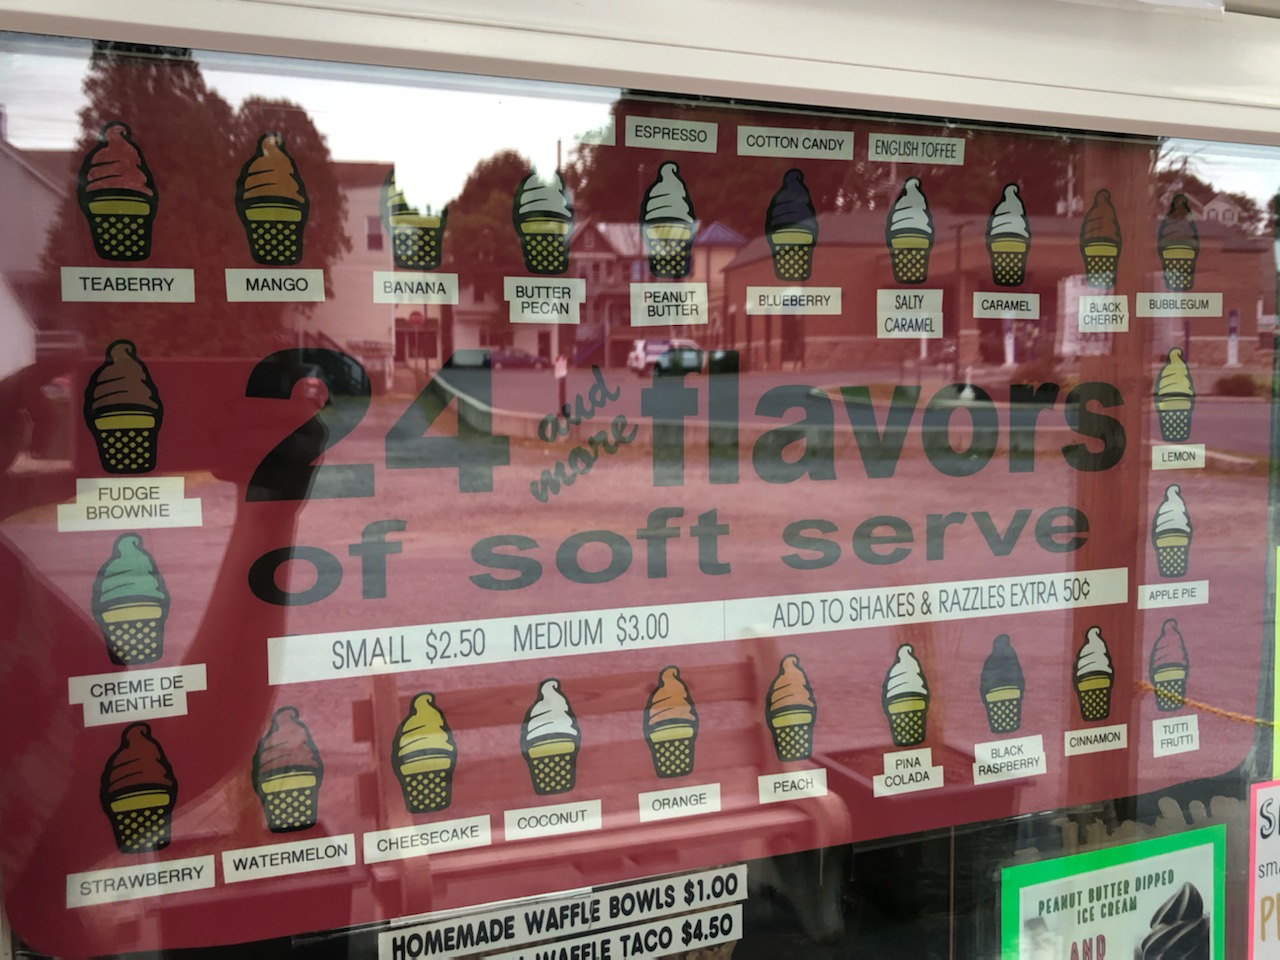 ESPRESSO
COTTON CANDY
ENGLISH TOFFEE
TEABERRY
MANGO
BANANA
BUTTER
PECAN
PEANUT
BUTTER
BLUEBERRY
SALTY
CARAMEL
CARAMEL
BLACK
CHERRY
BUBBLEGUM
24 and more flavors
of soft serve
FUDGE
BROWNIE
LEMON
CREME DE
MENTHE
APPLE PIE
SMALL $2.50 MEDIUM $3.00
ADD TO SHAKES & RAZZLES EXTRA 50¢
STRAWBERRY
WATERMELON
CHEESECAKE
COCONUT
ORANGE
PEACH
PINA
COLADA
BLACK
RASPBERRY
CINNAMON
TUTTI
FRUTTI
HOMEMADE WAFFLE BOWLS $1.00
WAFFLE TACO $4.50
PEANUT BUTTER DIPPED
ICE CREAM
AND